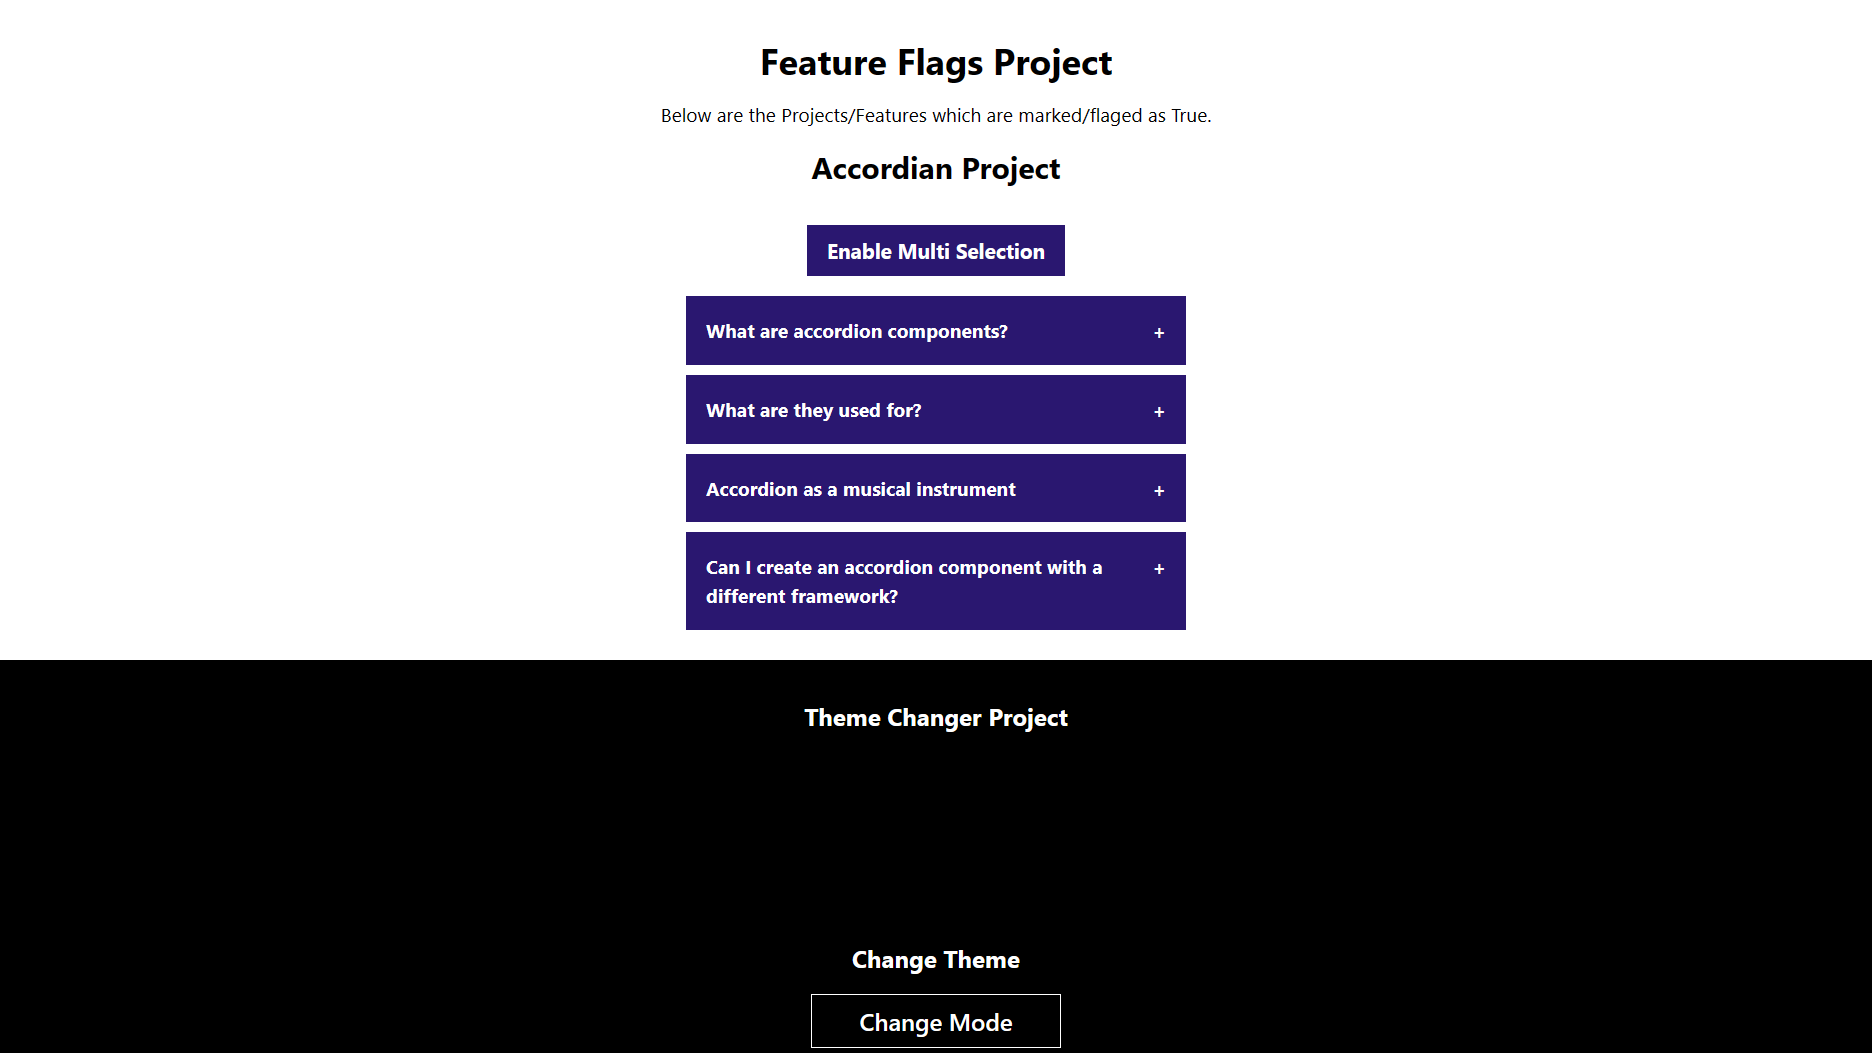 Feature Flags Project
Below are the Projects/Features which are marked/flaged as True.
Accordian Project
Enable Multi Selection
What are accordion components? +
What are they used for? +
Accordion as a musical instrument +
Can I create an accordion component with a +
different framework?
Theme Changer Project
Change Theme
Change Mode